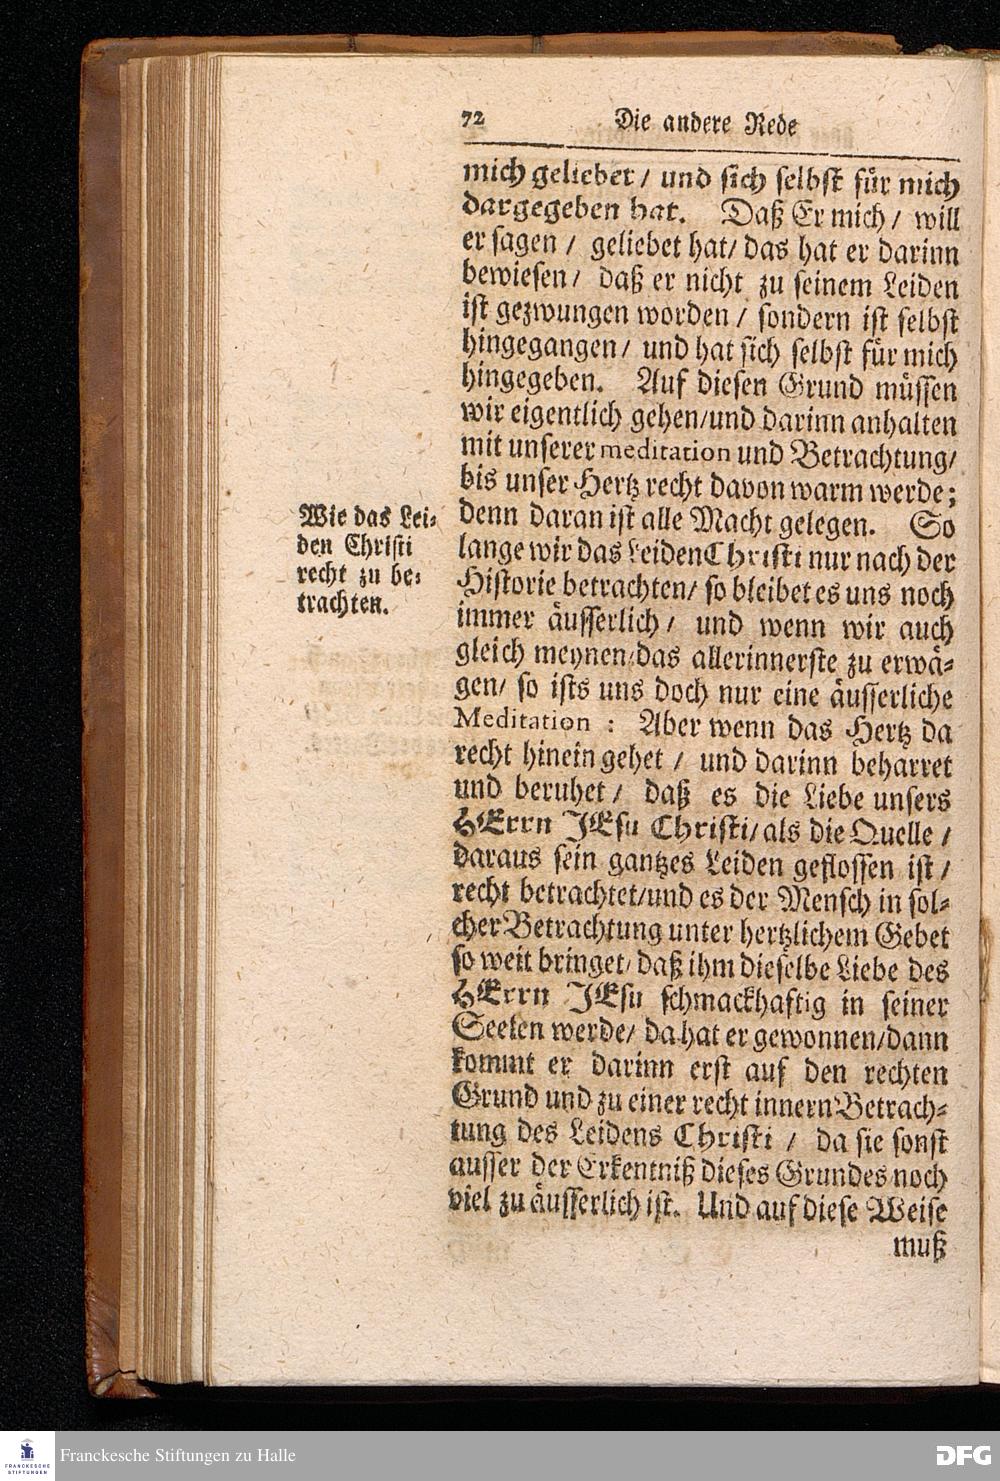 72 Die andere Rede
mich geliebet / und sich selbst für mich
dargegeben hat. Daß Er mich / will
er sagen / geliebet hat / das hat er darinn
bewiesen / daß er nicht zu seinem Leiden
ist gezwungen worden / sondern ist selbst
hingegangen / und hat sich selbst für mich
hingegeben. Auf diesen Grund müssen
wir eigentlich gehen / und darinn anhalten
mit unserer meditation und Betrachtung /
bis unser Hertz recht davon warm werde;
denn daran ist alle Macht gelegen. So
lange wir das Leiden Christi nur nach der
Historie betrachten / so bleibet es uns noch
immer äusserlich / und wenn wir auch
gleich meynen / das allerinnerste zu erwä-
gen / so ists uns doch nur eine äusserliche
Meditation : Aber wenn das Hertz da
recht hinein gehet / und darinn beharret
und beruhet / daß es die Liebe unsers
HErrn JEsu Christi / als die Quelle /
daraus sein gantzes Leiden geflossen ist /
recht betrachtet / und es der Mensch in sol-
cher Betrachtung unter hertzlichem Gebet
so weit bringet / daß ihm dieselbe Liebe des
HErrn JEsu schmackhaftig in seiner
Seelen werde / da hat er gewonnen / dann
kommt er darinn erst auf den rechten
Grund und zu einer recht innern Betrach-
tung des Leidens Christi / da sie sonst
ausser der Erkentniß dieses Grundes noch
viel zu äusserlich ist. Und auf diese Weise
muß
Wie das Lei-
den Christi
recht zu be-
trachten.
FRANCKESCHE
STIFTUNGEN
Franckesche Stiftungen zu Halle
DFG